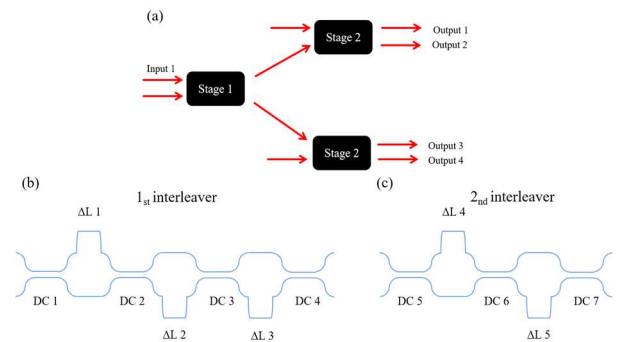 (a)
Stage 2
Output 1
Output 2
Input 1
Stage 1
Stage 2
Output 3
Output 4
(b)
1st interleaver
ΔL 1
DC 1
DC 2
DC 3
DC 4
ΔL 2
ΔL 3
(c)
2nd interleaver
ΔL 4
DC 5
DC 6
DC 7
ΔL 5